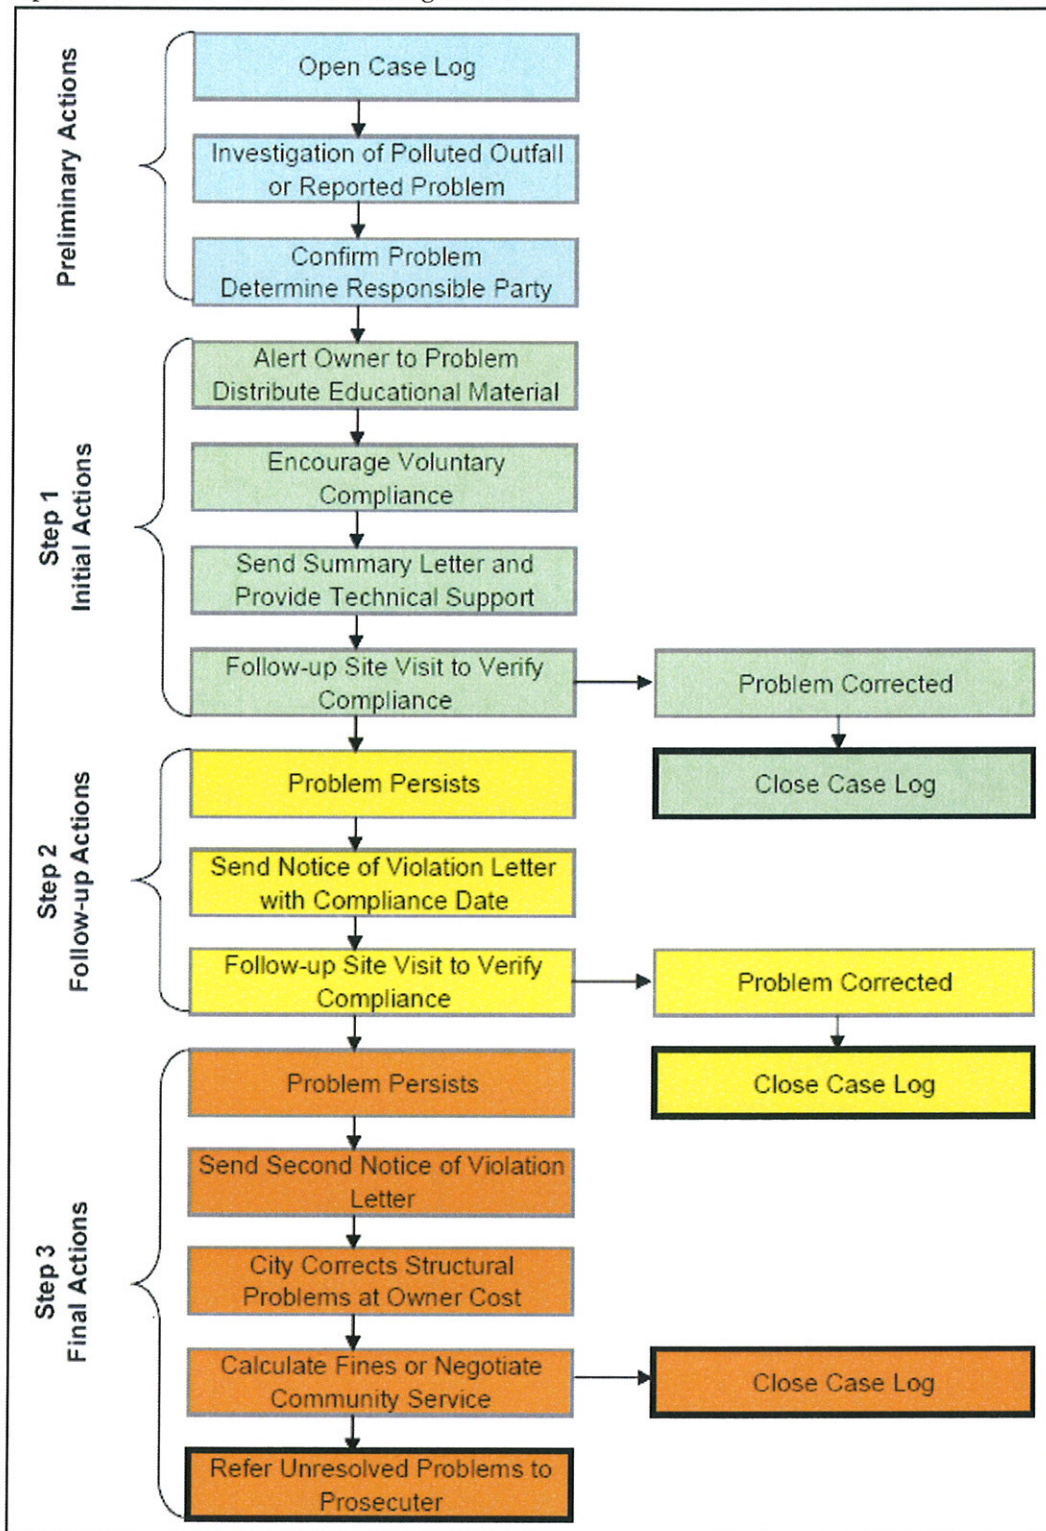 Preliminary Actions
Open Case Log
Investigation of Polluted Outfall
or Reported Problem
Confirm Problem
Determine Responsible Party
Step 1
Initial Actions
Alert Owner to Problem
Distribute Educational Material
Encourage Voluntary
Compliance
Send Summary Letter and
Provide Technical Support
Follow-up Site Visit to Verify
Compliance
Problem Corrected
Close Case Log
Step 2
Follow-up Actions
Problem Persists
Send Notice of Violation Letter
with Compliance Date
Follow-up Site Visit to Verify
Compliance
Problem Corrected
Close Case Log
Step 3
Final Actions
Problem Persists
Send Second Notice of Violation
Letter
City Corrects Structural
Problems at Owner Cost
Calculate Fines or Negotiate
Community Service
Close Case Log
Refer Unresolved Problems to
Prosecuter